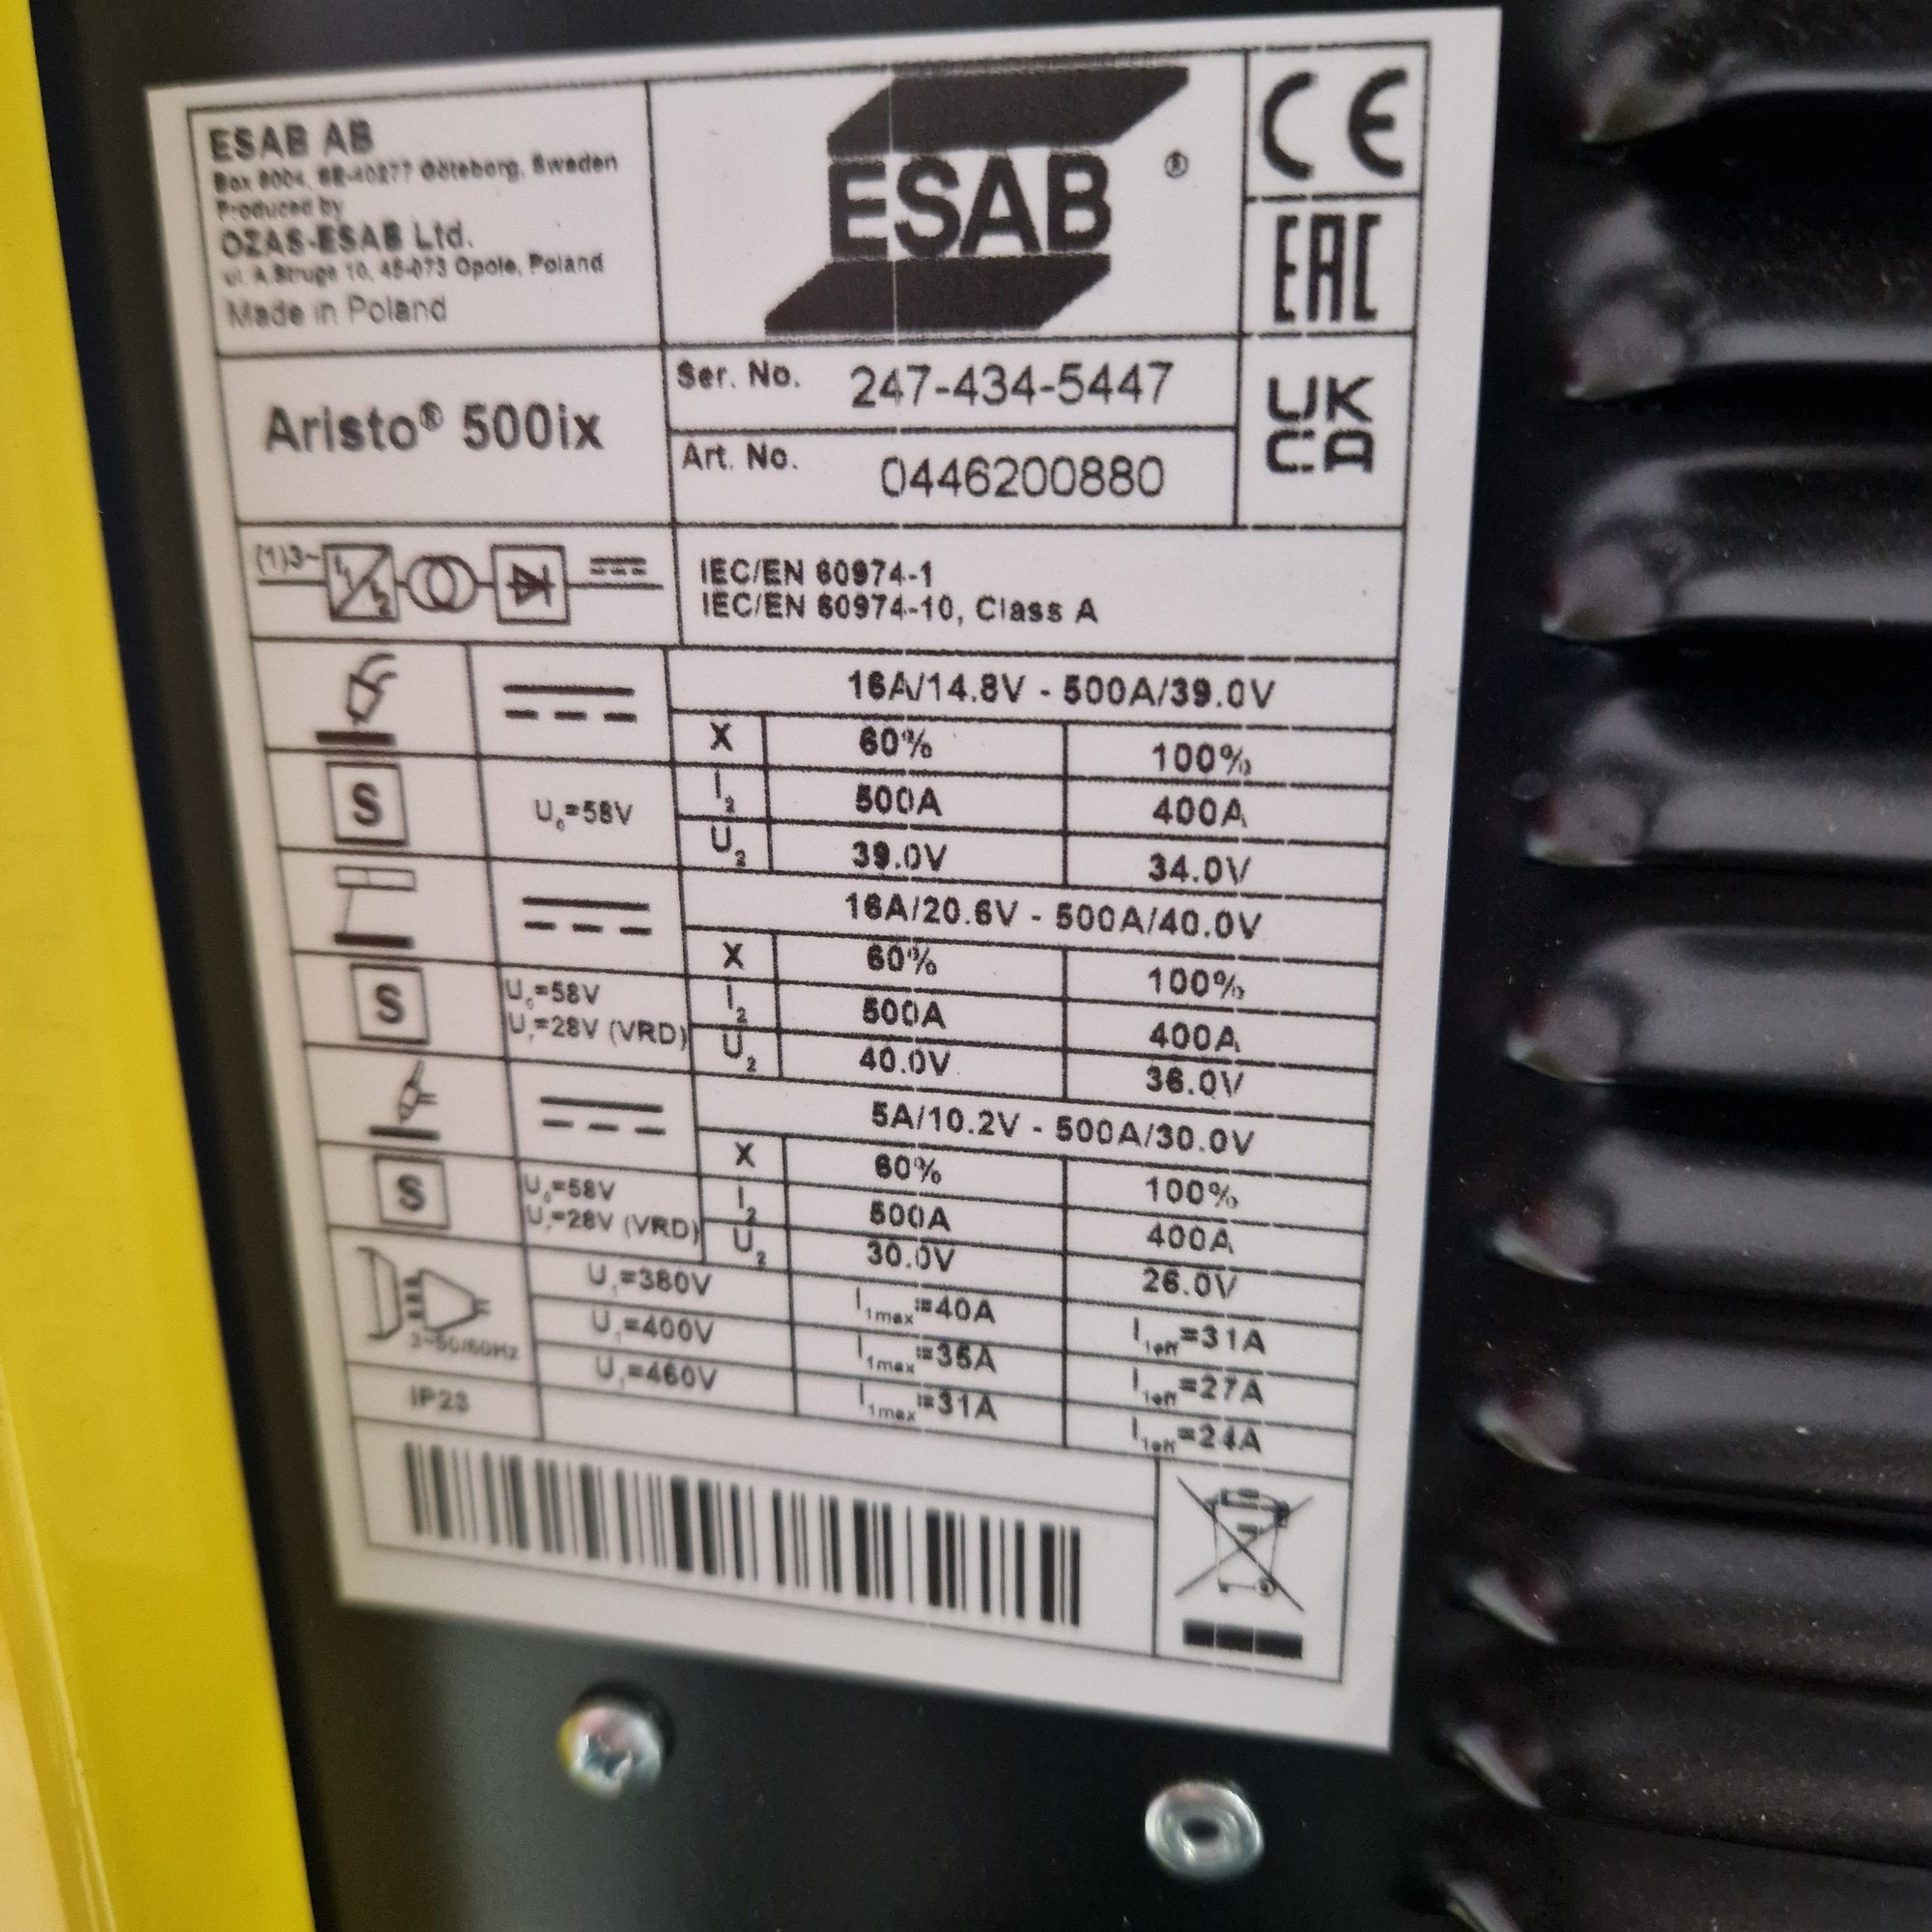 ESAB AB
Box 8004, SE-40277 Göteborg, Sweden
Produced by
OZAS-ESAB Ltd.
ul. A.Struga 10, 45-073 Opole, Poland
Made in Poland
ESAB ®
CE
EAC
Aristo® 500ix
Ser. No. 247-434-5447
Art. No. 0446200880
UK
CA
(1)3~ f1 f2
IEC/EN 60974-1
IEC/EN 60974-10, Class A
16A/14.8V - 500A/39.0V
X 60% 100%
S U0=58V I2 500A 400A
U2 39.0V 34.0V
16A/20.6V - 500A/40.0V
X 60% 100%
S U0=58V I2 500A 400A
Ur=28V (VRD) U2 40.0V 36.0V
5A/10.2V - 500A/30.0V
X 60% 100%
S U0=58V I2 500A 400A
Ur=28V (VRD) U2 30.0V 26.0V
U1=380V I1max=40A I1eff=31A
3~50/60Hz U1=400V I1max=35A I1eff=27A
U1=460V I1max=31A I1eff=24A
IP23